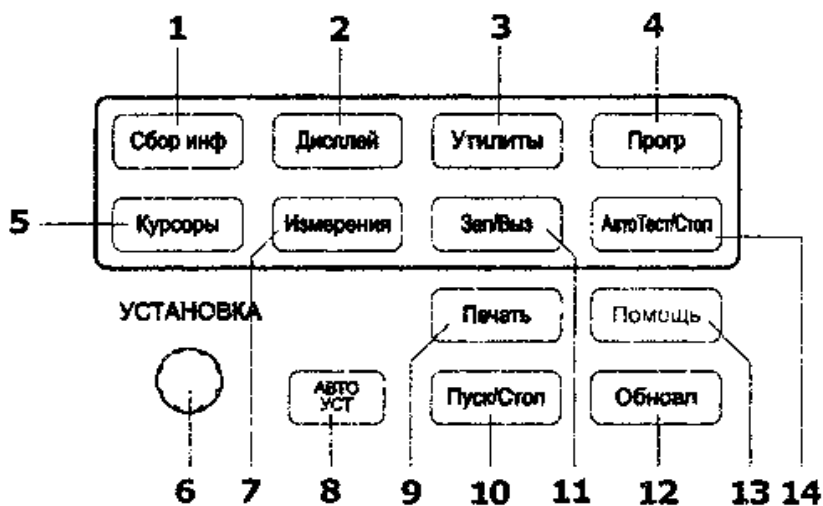 1 2 3 4
Сбор инф Дисплей Утилиты Прогр
5 Курсоры Измерения Зап/Выз АвтоТест/Стоп
УСТАНОВКА Печать Помощь
АВТО
УСТ Пуск/Стоп Обновл
6 7 8 9 10 11 12 13 14